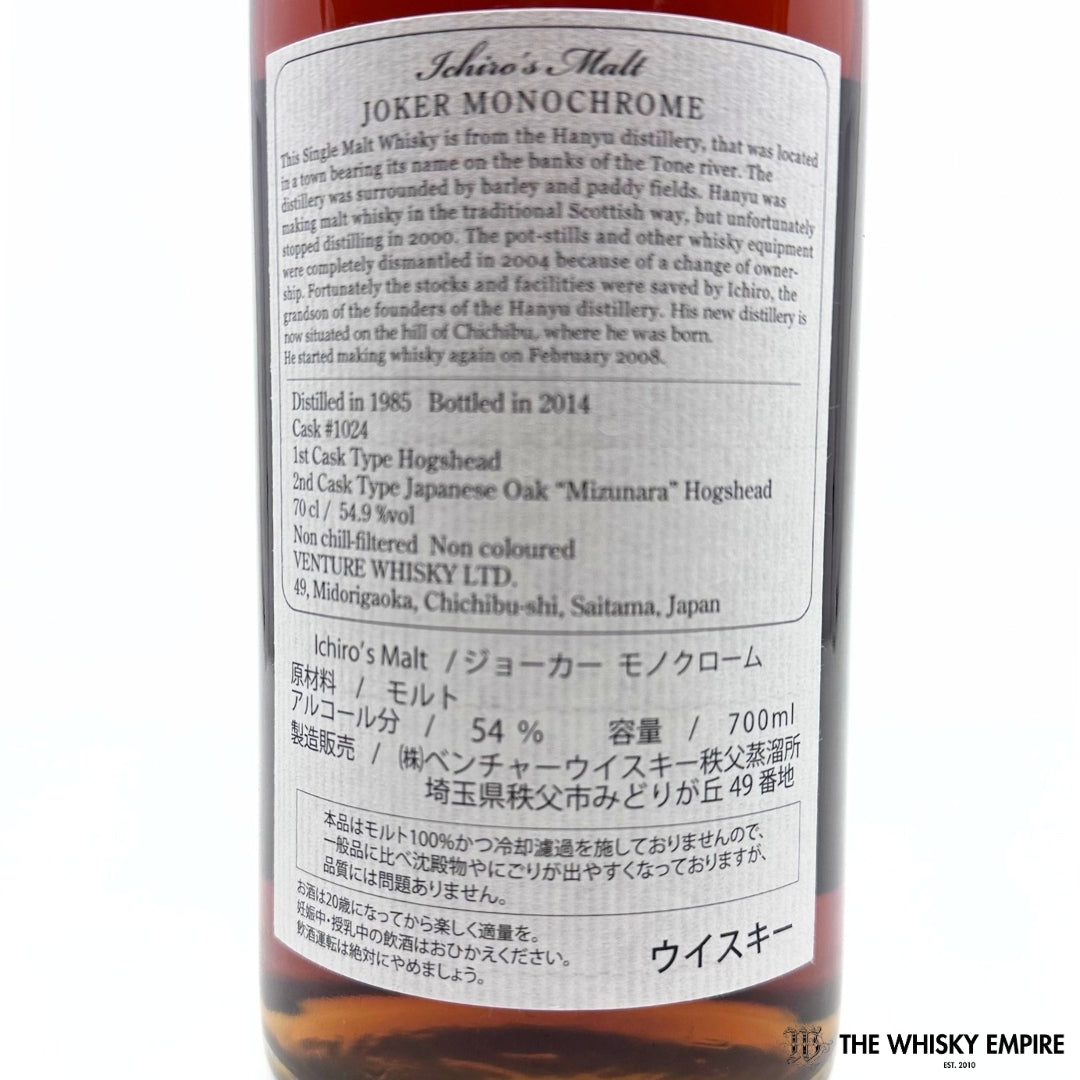 Ichiro's Malt
JOKER MONOCHROME
This Single Malt Whisky is from the Hanyu distillery, that was located
in a town bearing its name on the banks of the Tone river. The
distillery was surrounded by barley and paddy fields. Hanyu was
making malt whisky in the traditional Scottish way, but unfortunately
stopped distilling in 2000. The pot-stills and other whisky equipment
were completely dismantled in 2004 because of a change of owner-
ship. Fortunately the stocks and facilities were saved by Ichiro, the
grandson of the founders of the Hanyu distillery. His new distillery is
now situated on the hill of Chichibu, where he was born.
He started making whisky again on February 2008.
Distilled in 1985 Bottled in 2014
Cask #1024
1st Cask Type Hogshead
2nd Cask Type Japanese Oak "Mizunara" Hogshead
70 cl / 54.9 %vol
Non chill-filtered Non coloured
VENTURE WHISKY LTD.
49, Midorigaoka, Chichibu-shi, Saitama, Japan
Ichiro's Malt / ジョーカー モノクローム
原材料 / モルト
アルコール分 / 54 % 容量 / 700ml
製造販売 / ㈱ベンチャーウイスキー秩父蒸溜所
埼玉県秩父市みどりが丘 49 番地
本品はモルト100%かつ冷却濾過を施しておりませんので、
一般品に比べ沈殿物やにごりが出やすくなっておりますが、
品質には問題ありません。
お酒は20歳になってから楽しく適量を。
妊娠中・授乳中の飲酒はおひかえください。
飲酒運転は絶対にやめましょう。
ウイスキー
THE WHISKY EMPIRE
EST. 2010